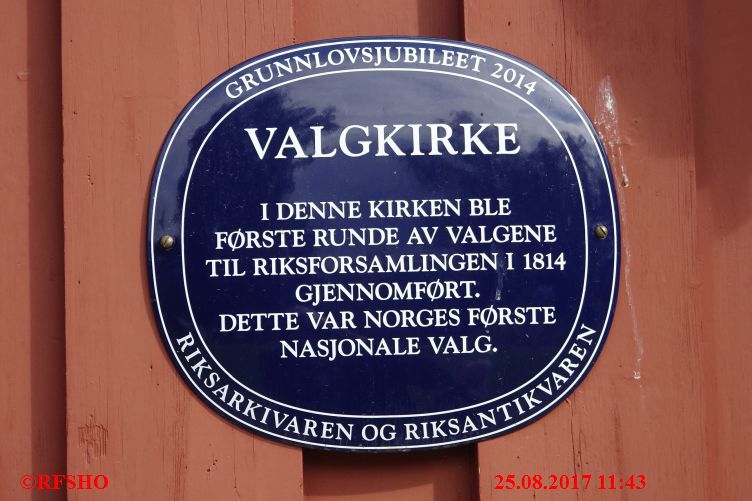 GRUNNLOVSJUBILEET 2014
VALGKIRKE
I DENNE KIRKEN BLE
FØRSTE RUNDE AV VALGENE
TIL RIKSFORSAMLINGEN I 1814
GJENNOMFØRT.
DETTE VAR NORGES FØRSTE
NASJONALE VALG.
RIKSARKIVAREN OG RIKSANTIKVAREN
©RFSHO
25.08.2017 11:43